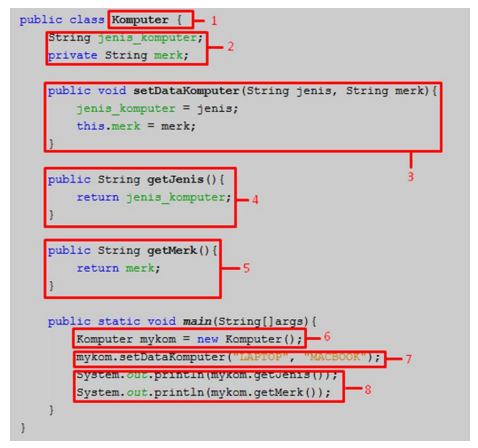 public class Komputer { 1
String jenis_komputer; 2
private String merk;
public void setDataKomputer(String jenis, String merk){
jenis_komputer = jenis;
this.merk = merk;
}
3
public String getJenis(){
return jenis_komputer; 4
}
public String getMerk(){
return merk; 5
}
public static void main(String[]args){
Komputer mykom = new Komputer(); 6
mykom.setDataKomputer("LAPTOP", "MACBOOK"); 7
System.out.println(mykom.getJenis());
System.out.println(mykom.getMerk()); 8
}
}